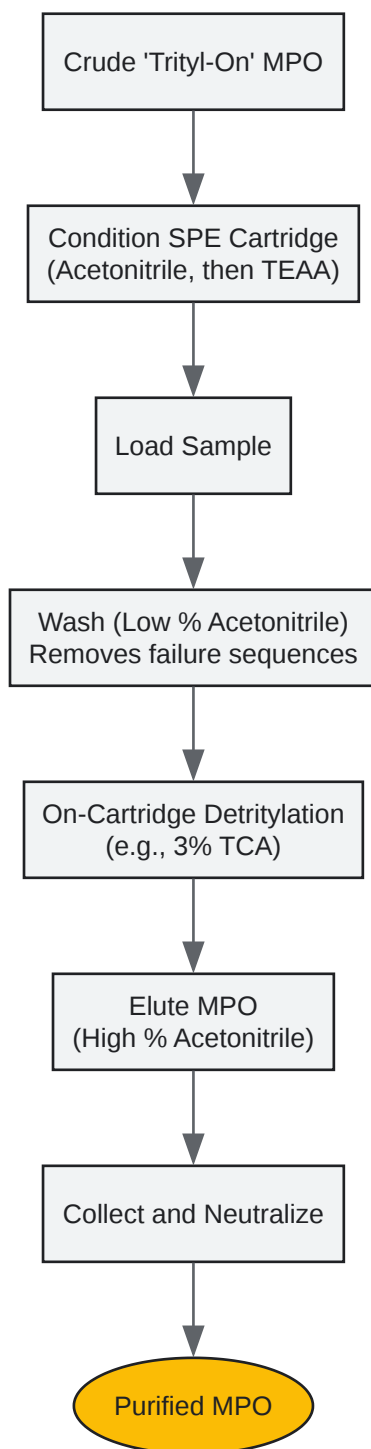 Crude 'Trityl-On' MPO
Condition SPE Cartridge
(Acetonitrile, then TEAA)
Load Sample
Wash (Low % Acetonitrile)
Removes failure sequences
On-Cartridge Detritylation
(e.g., 3% TCA)
Elute MPO
(High % Acetonitrile)
Collect and Neutralize
Purified MPO